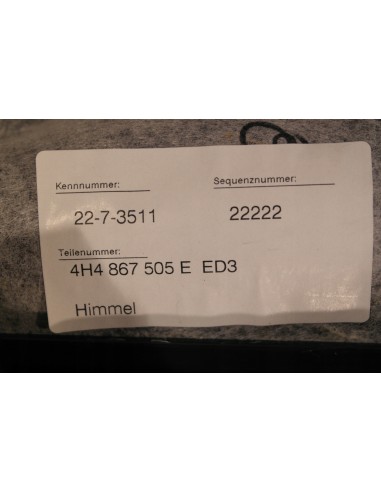 Kennnummer: Sequenznummer:
22-7-3511 22222
Teilenummer:
4H4 867 505 E ED3
Himmel